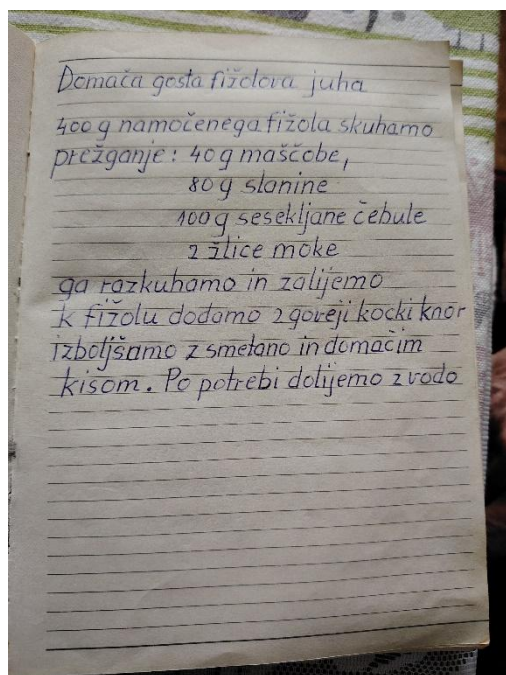 Domača gosta fižolova juha
400 g namočenega fižola skuhamo
prežganje: 40 g maščobe,
80 g slanine
100 g sesekljane čebule
2 žlice moke
ga razkuhamo in zalijemo
k fižolu dodamo 2 goveji kocki knor
izboljšamo z smetano in domačim
kisom. Po potrebi dolijemo z vodo